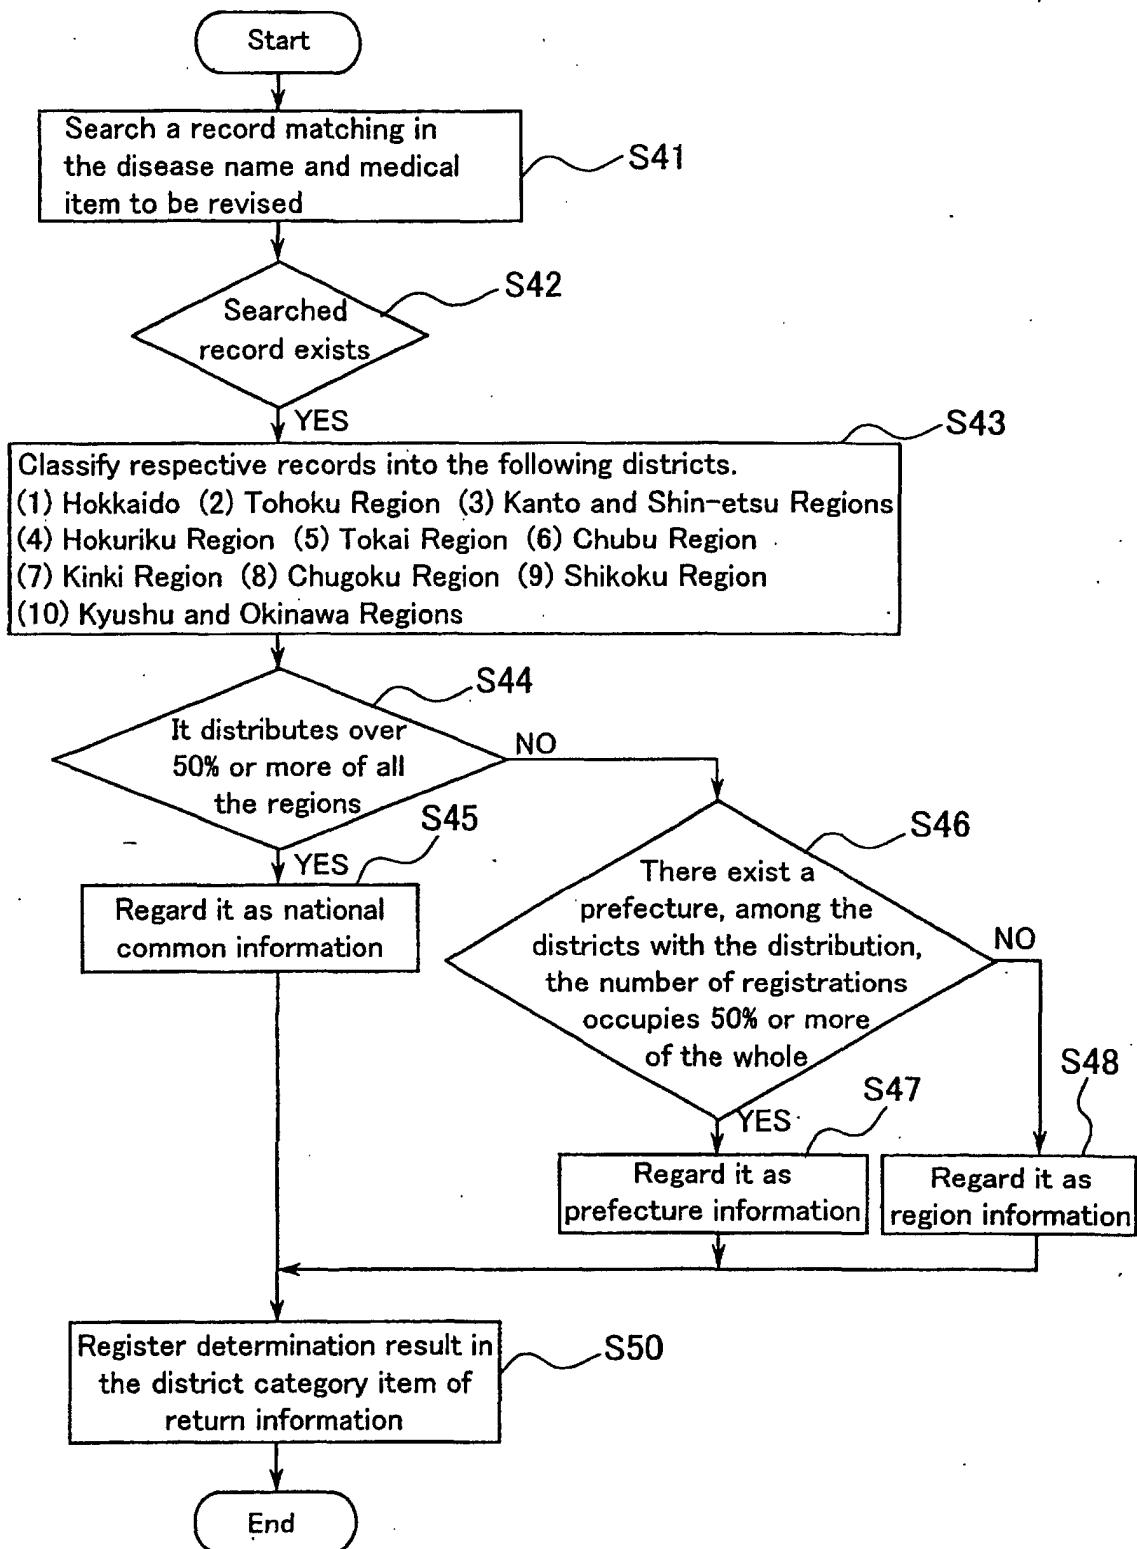 Start
Search a record matching in
the disease name and medical
item to be revised
S41
S42
Searched
record exists
YES
S43
Classify respective records into the following districts.
(1) Hokkaido (2) Tohoku Region (3) Kanto and Shin-etsu Regions
(4) Hokuriku Region (5) Tokai Region (6) Chubu Region
(7) Kinki Region (8) Chugoku Region (9) Shikoku Region
(10) Kyushu and Okinawa Regions
S44
It distributes over
50% or more of all
the regions
NO
YES
S45
Regard it as national
common information
S46
There exist a
prefecture, among the
districts with the distribution,
the number of registrations
occupies 50% or more
of the whole
NO
YES
S47
Regard it as
prefecture information
S48
Regard it as
region information
Register determination result in
the district category item of
return information
S50
End